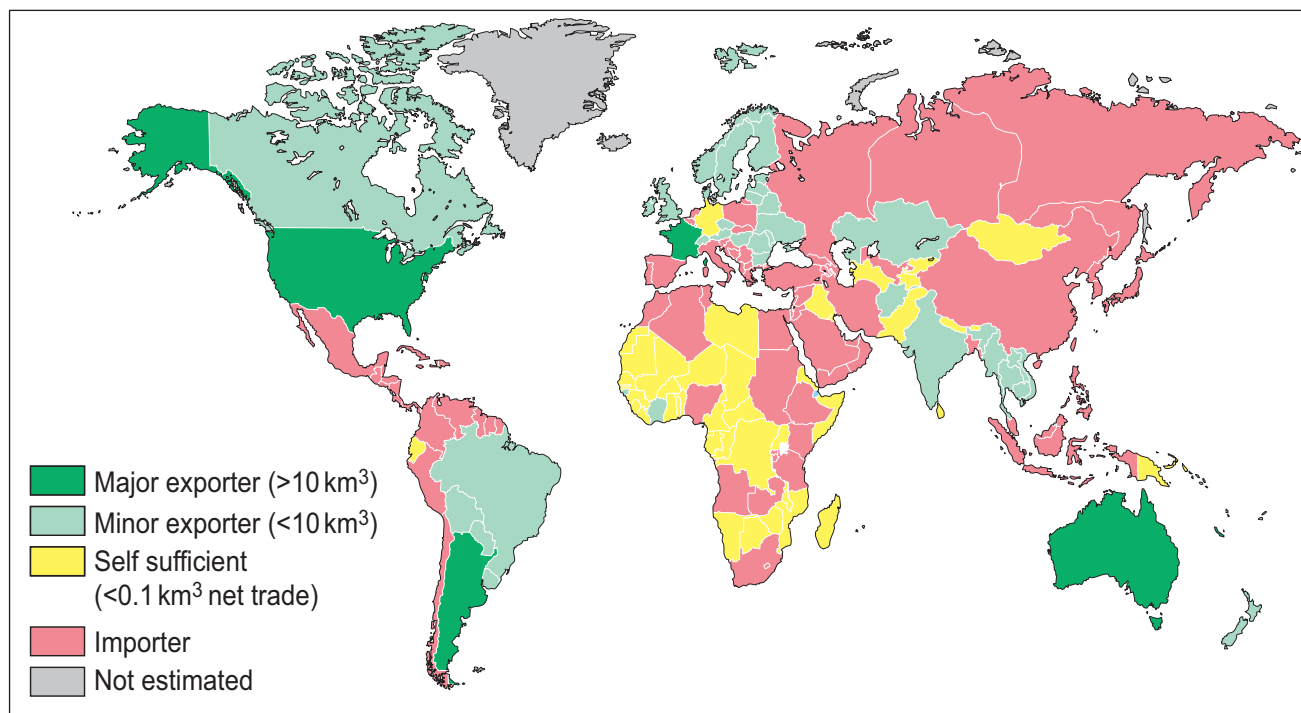 Major exporter (>10 km³)
Minor exporter (<10 km³)
Self sufficient
(<0.1 km³ net trade)
Importer
Not estimated